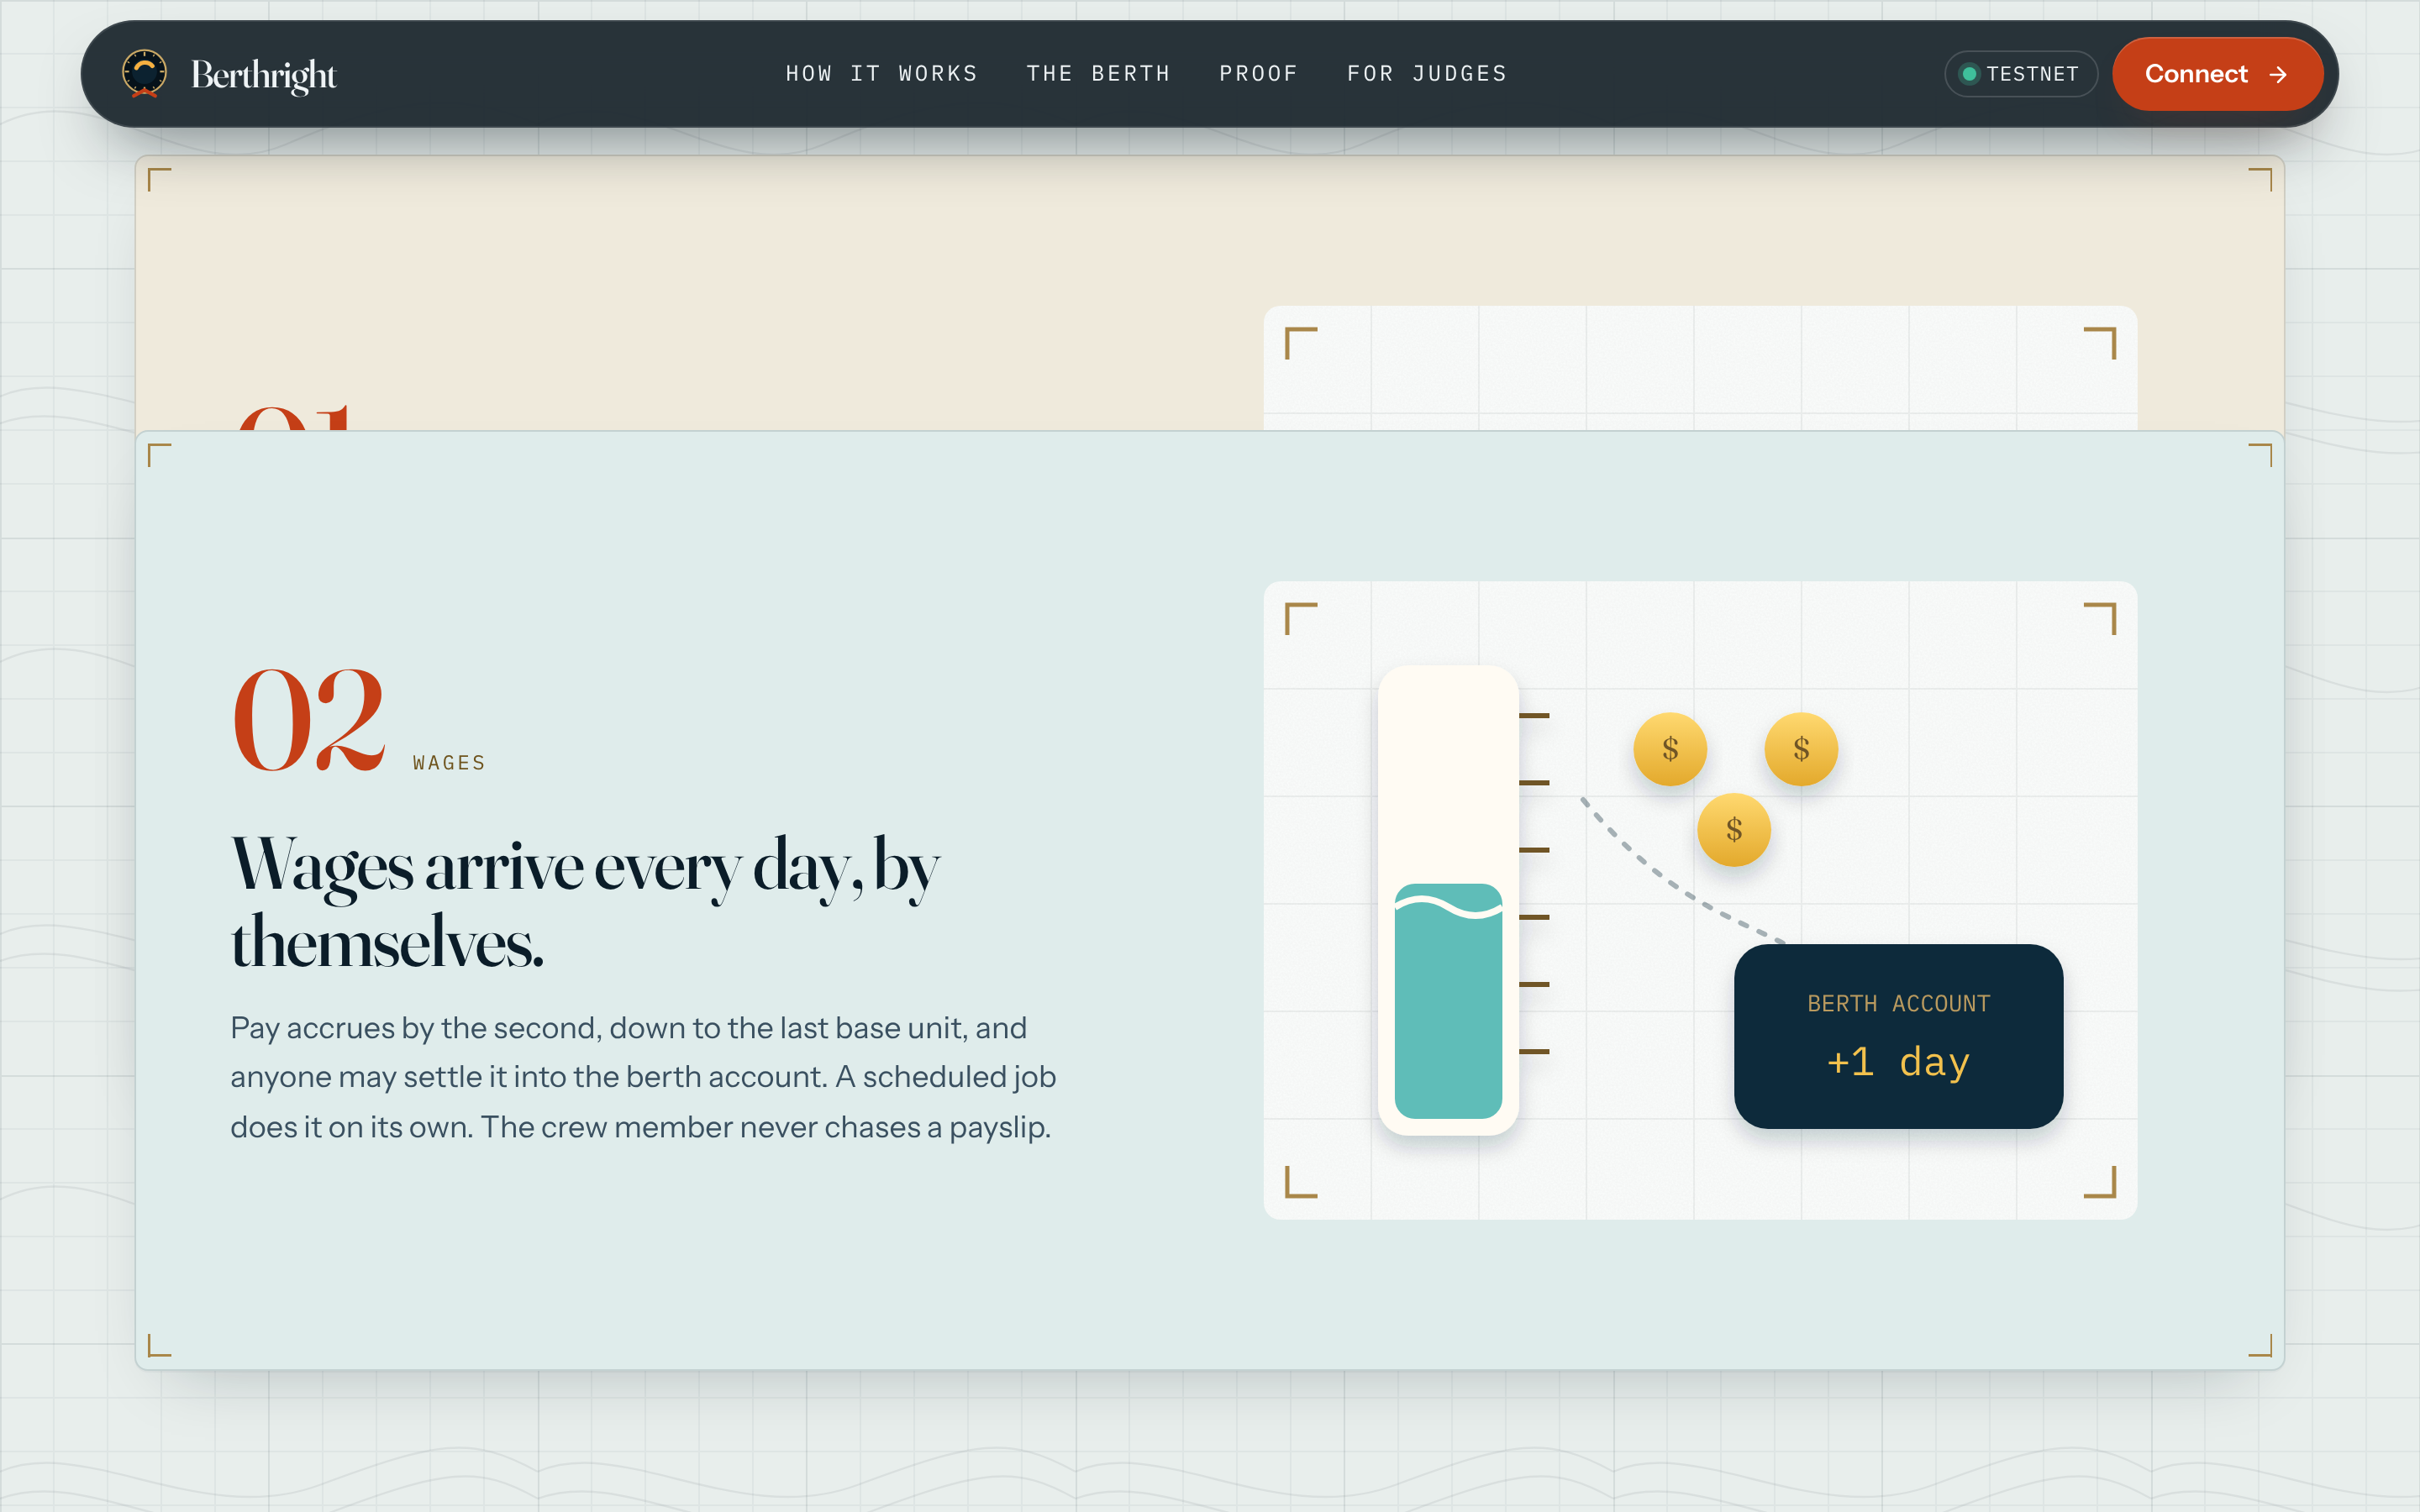 Berthright
HOW IT WORKS
THE BERTH
PROOF
FOR JUDGES
TESTNET
Connect →
01
02
WAGES
Wages arrive every day, by
themselves.
Pay accrues by the second, down to the last base unit, and
anyone may settle it into the berth account. A scheduled job
does it on its own. The crew member never chases a payslip.
$
$
$
BERTH ACCOUNT
+1 day